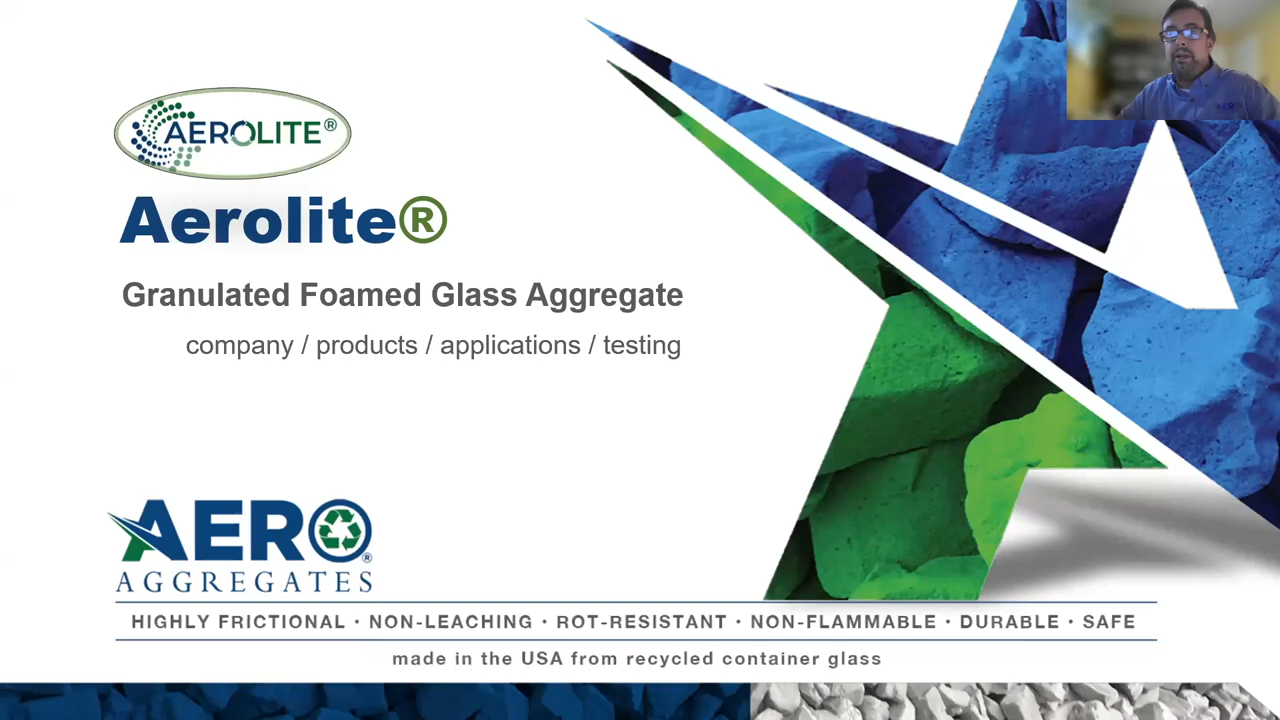 AEROLITE®
Aerolite®
Granulated Foamed Glass Aggregate
company / products / applications / testing
AERO®
AGGREGATES
HIGHLY FRICTIONAL · NON-LEACHING · ROT-RESISTANT · NON-FLAMMABLE · DURABLE · SAFE
made in the USA from recycled container glass